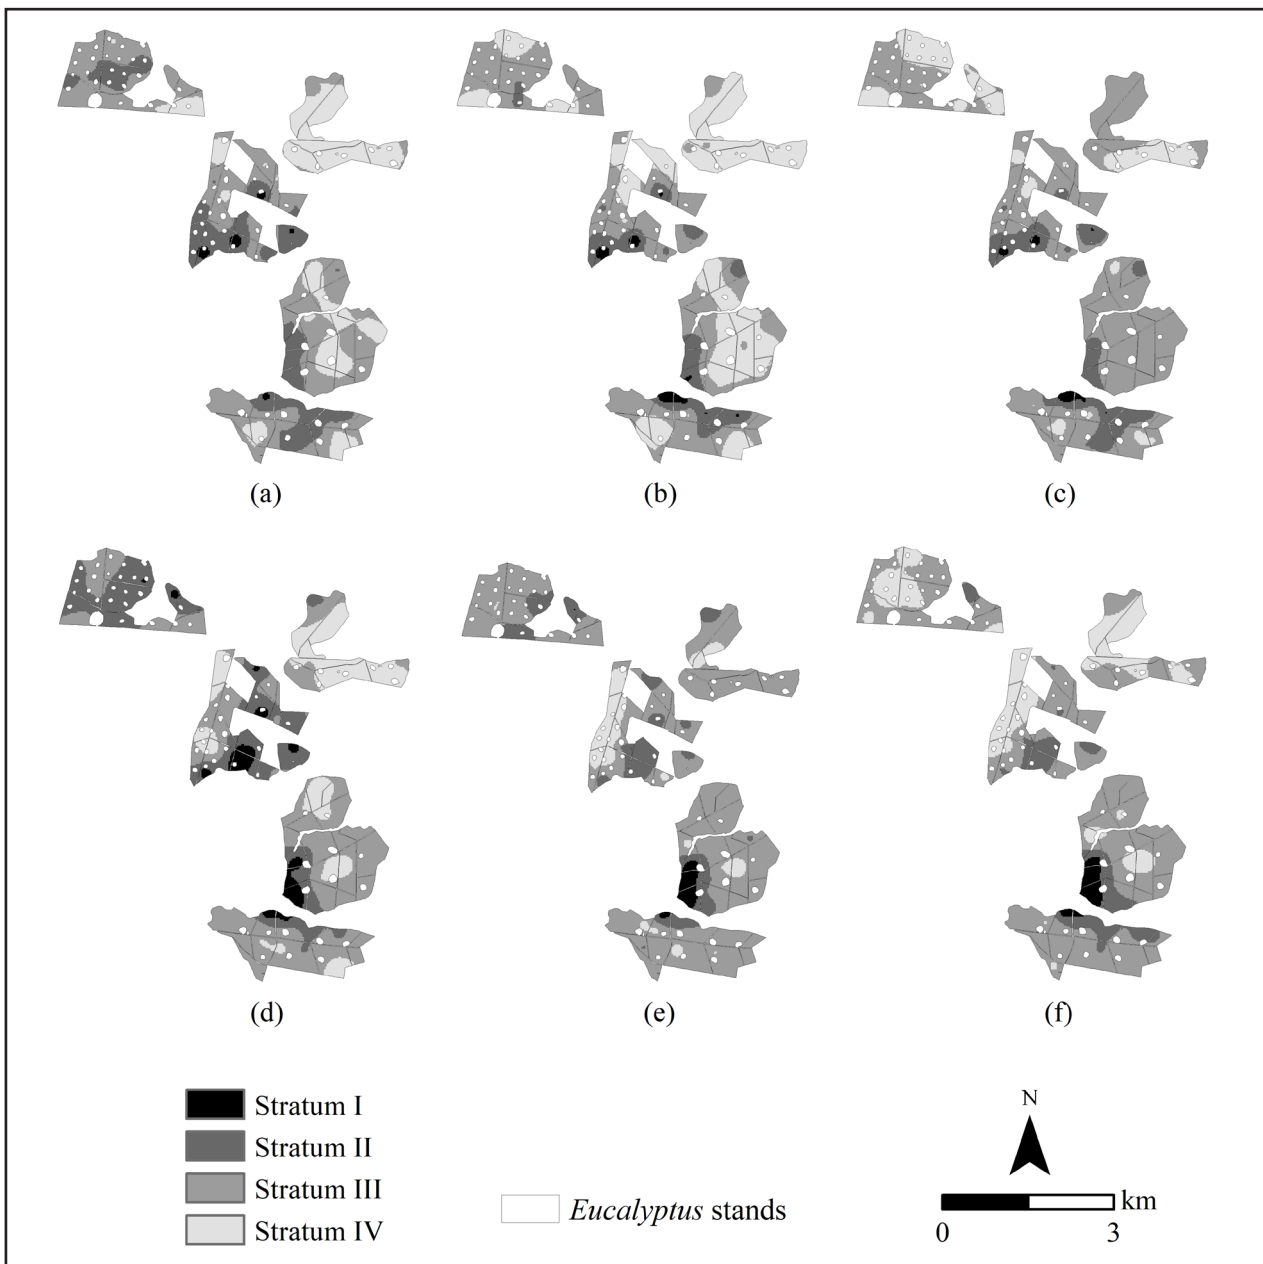 (a)
(b)
(c)
(d)
(e)
(f)
Stratum I
Stratum II
Stratum III
Stratum IV
Eucalyptus stands
N
km
0
3